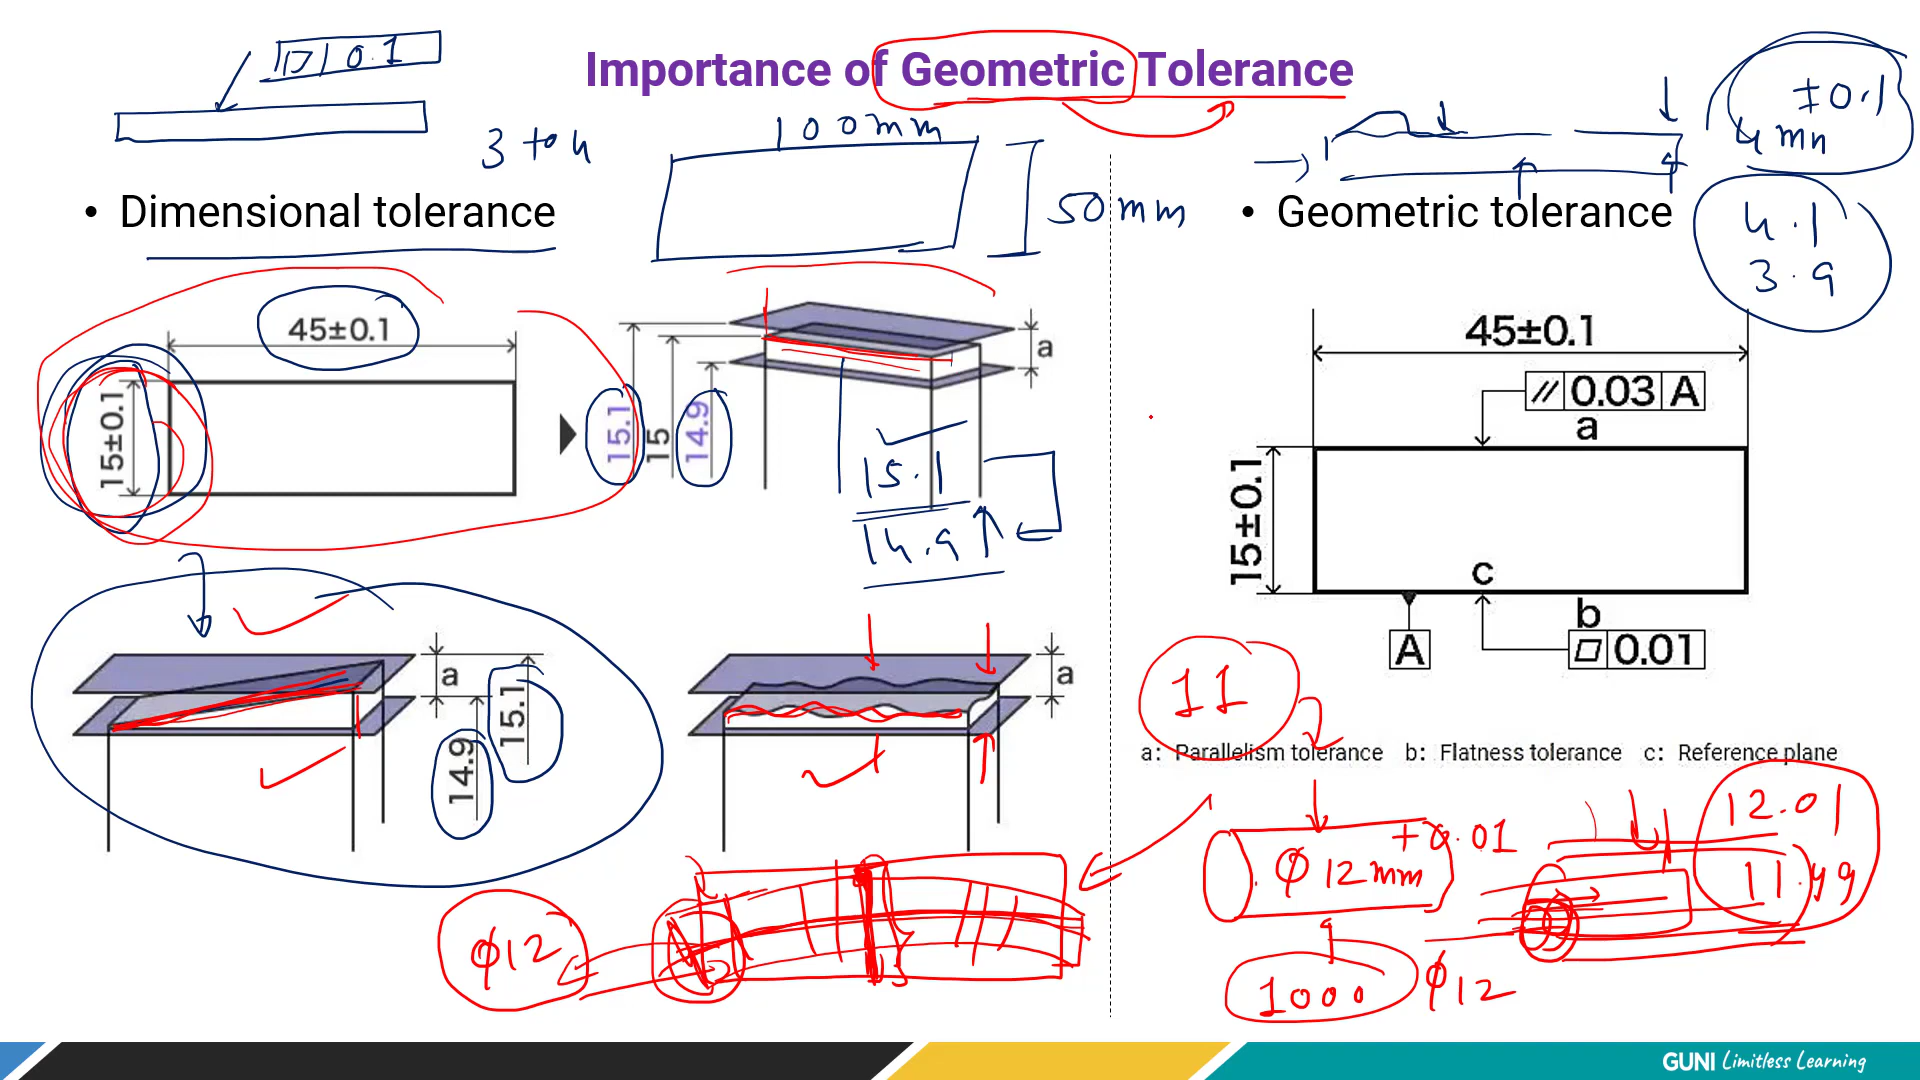 Importance of Geometric Tolerance
▱ 0.1
±0.1
4 mm
100mm
3 to 4
• Dimensional tolerance
50mm
• Geometric tolerance
4.1
3.9
45±0.1
15±0.1
15.1
15
14.9
a
15.1
14.9
45±0.1
// 0.03 A
a
15±0.1
c
b
A
▱ 0.01
a
14.9
15.1
a
11
a: Parallelism tolerance b: Flatness tolerance c: Reference plane
ϕ12mm
+0.01
12.01
11.99
ϕ12
1000
ϕ12
GUNI Limitless Learning